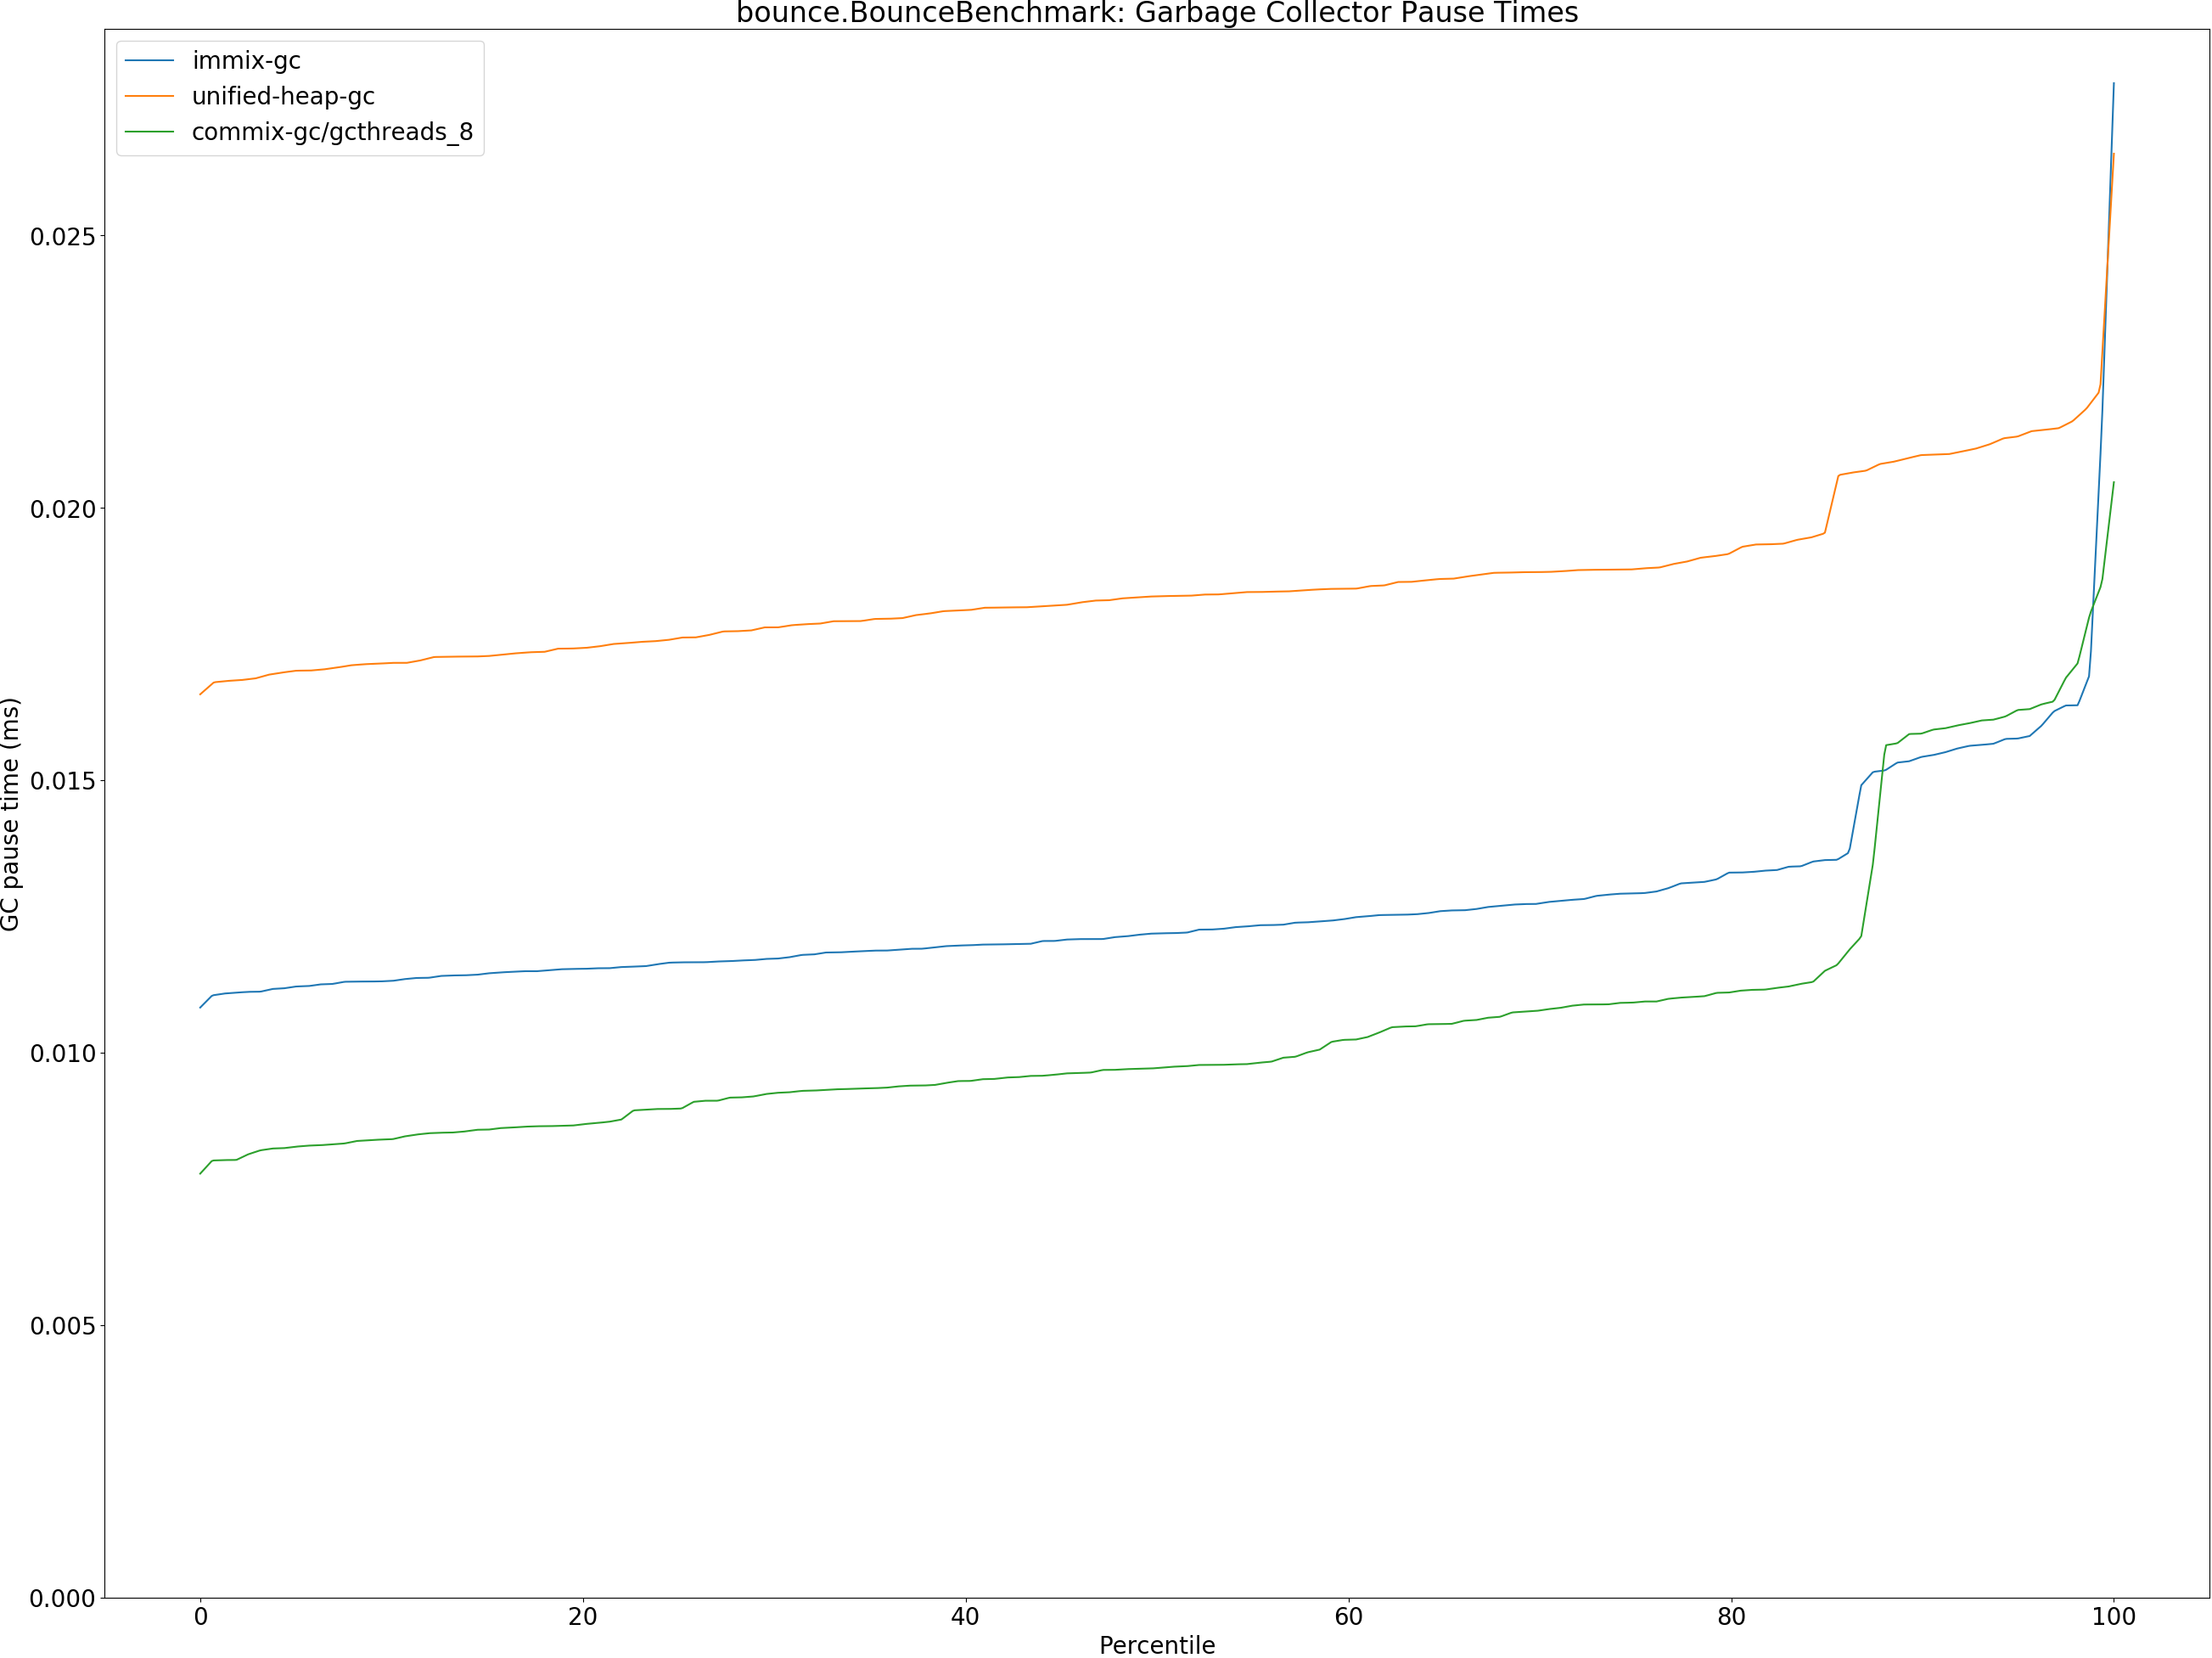 bounce.BounceBenchmark: Garbage Collector Pause Times
immix-gc
unified-heap-gc
commix-gc/gcthreads_8
GC pause time (ms)
0.025
0.020
0.015
0.010
0.005
0.000
0 20 40 60 80 100
Percentile